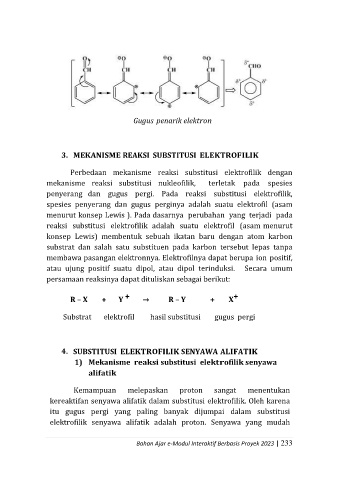 O ⊖O ⊖O ⊖O δ⁻
CH CH CH CH CHO
δ⁺ δ⁺
δ⁺
Gugus penarik elektron
3. MEKANISME REAKSI SUBSTITUSI ELEKTROFILIK
Perbedaan mekanisme reaksi substitusi elektrofilik dengan
mekanisme reaksi substitusi nukleofilik, terletak pada spesies
penyerang dan gugus pergi. Pada reaksi substitusi elektrofilik,
spesies penyerang dan gugus perginya adalah suatu elektrofil (asam
menurut konsep Lewis ). Pada dasarnya perubahan yang terjadi pada
reaksi substitusi elektrofilik adalah suatu elektrofil (asam menurut
konsep Lewis) membentuk sebuah ikatan baru dengan atom karbon
substrat dan salah satu substituen pada karbon tersebut lepas tanpa
membawa pasangan elektronnya. Elektrofilnya dapat berupa ion positif,
atau ujung positif suatu dipol, atau dipol terinduksi. Secara umum
persamaan reaksinya dapat dituliskan sebagai berikut:
R – X + Y⁺ → R – Y + X⁺
Substrat elektrofil hasil substitusi gugus pergi
4. SUBSTITUSI ELEKTROFILIK SENYAWA ALIFATIK
1) Mekanisme reaksi substitusi elektrofilik senyawa
alifatik
Kemampuan melepaskan proton sangat menentukan
kereaktifan senyawa alifatik dalam substitusi elektrofilik. Oleh karena
itu gugus pergi yang paling banyak dijumpai dalam substitusi
elektrofilik senyawa alifatik adalah proton. Senyawa yang mudah
Bahan Ajar e-Modul Interaktif Berbasis Proyek 2023 | 233